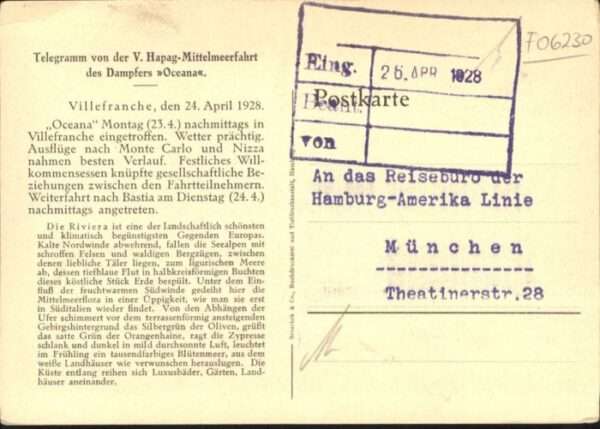 Telegramm von der V. Hapag-Mittelmeerfahrt
des Dampfers »Oceana«.
Villefranche, den 24. April 1928.
„Oceana" Montag (23.4.) nachmittags in
Villefranche eingetroffen. Wetter prächtig.
Ausflüge nach Monte Carlo und Nizza
nahmen besten Verlauf. Festliches Will-
kommensessen knüpfte gesellschaftliche Be-
ziehungen zwischen den Fahrtteilnehmern.
Weiterfahrt nach Bastia am Dienstag (24.4.)
nachmittags angetreten.
Die Riviera ist eine der landschaftlich schönsten
und klimatisch begünstigsten Gegenden Europas.
Kalte Nordwinde abwehrend, fallen die Seealpen mit
schroffen Felsen und waldigen Bergzügen, zwischen
denen liebliche Täler liegen, zum ligurischen Meere
ab, dessen tiefblaue Flut in halbkreisförmigen Buchten
dieses köstliche Stück Erde bespült. Unter dem Ein-
fluß der feuchtwarmen Südwinde gedeiht hier die
Mittelmeerflora in einer Üppigkeit, wie man sie erst
in Süditalien wieder findet. Von den Abhängen der
Ufer schimmert vor dem terrassenförmig ansteigenden
Gebirgshintergrund das Silbergrün der Oliven, grüßt
das satte Grün der Orangenhaine, ragt die Zypresse
schlank und dunkel in mild durchsonnte Luft, leuchtet
im Frühling ein tausendfarbiges Blütenmeer, aus dem
weiße Landhäuser wie verwunschen herauslugen. Die
Küste entlang reihen sich Luxusbäder, Gärten, Land-
häuser aneinander.
F06230
Eing.
26. APR 1928
Beant.
Postkarte
von
An das Reisebüro der
Hamburg-Amerika Linie
München
Theatinerstr.28